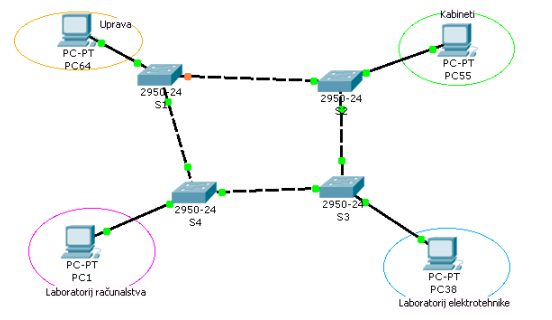 Uprava
PC-PT
PC64
2950-24
S1
Kabineti
PC-PT
PC55
2950-24
S2
2950-24
S4
2950-24
S3
PC-PT
PC1
Laboratorij računalstva
PC-PT
PC38
Laboratorij elektrotehnike